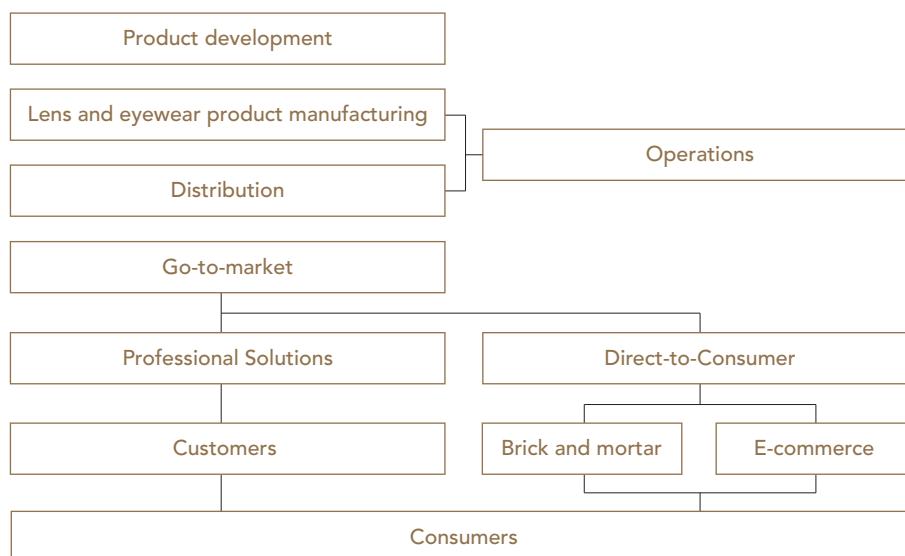 Product development
Lens and eyewear product manufacturing
Operations
Distribution
Go-to-market
Professional Solutions
Direct-to-Consumer
Customers
Brick and mortar
E-commerce
Consumers